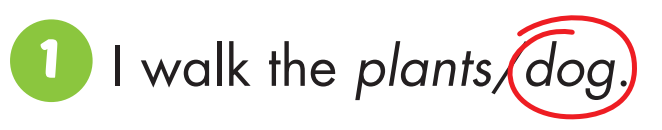 1 I walk the plants/dog.